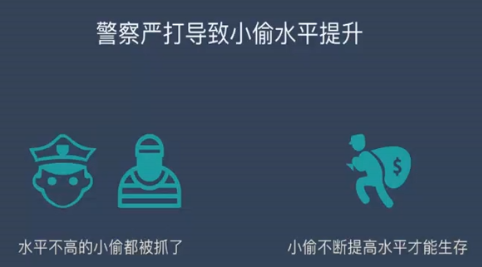 警察严打导致小偷水平提升
水平不高的小偷都被抓了
小偷不断提高水平才能生存
$